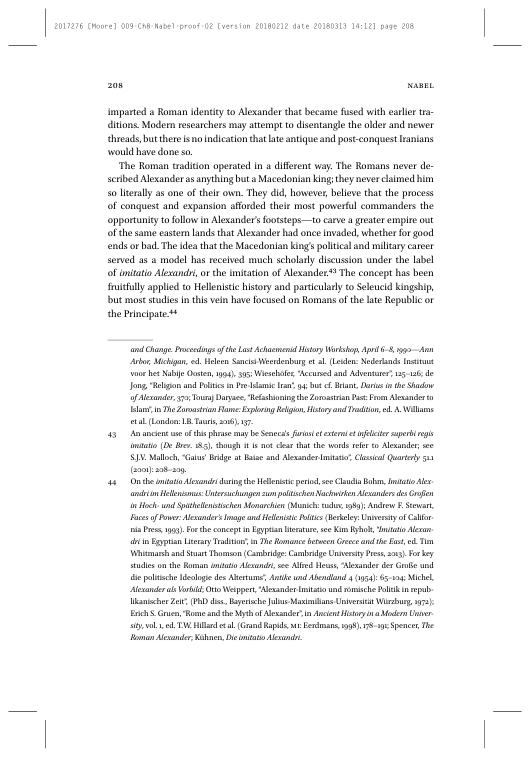 2017276 [Moore] 009-Ch8-Nabel-proof-02 [version 20180212 date 20180313 14:12] page 208
208 NABEL
imparted a Roman identity to Alexander that became fused with earlier tra-
ditions. Modern researchers may attempt to disentangle the older and newer
threads, but there is no indication that late antique and post-conquest Iranians
would have done so.
The Roman tradition operated in a different way. The Romans never de-
scribed Alexander as anything but a Macedonian king; they never claimed him
so literally as one of their own. They did, however, believe that the process
of conquest and expansion afforded their most powerful commanders the
opportunity to follow in Alexander’s footsteps—to carve a greater empire out
of the same eastern lands that Alexander had once invaded, whether for good
ends or bad. The idea that the Macedonian king’s political and military career
served as a model has received much scholarly discussion under the label
of imitatio Alexandri, or the imitation of Alexander.43 The concept has been
fruitfully applied to Hellenistic history and particularly to Seleucid kingship,
but most studies in this vein have focused on Romans of the late Republic or
the Principate.44
and Change. Proceedings of the Last Achaemenid History Workshop, April 6–8, 1990—Ann
Arbor, Michigan, ed. Heleen Sancisi-Weerdenburg et al. (Leiden: Nederlands Instituut
voor het Nabije Oosten, 1994), 395; Wiesehöfer, “Accursed and Adventurer”, 125–126; de
Jong, “Religion and Politics in Pre-Islamic Iran”, 94; but cf. Briant, Darius in the Shadow
of Alexander, 370; Touraj Daryaee, “Refashioning the Zoroastrian Past: From Alexander to
Islam”, in The Zoroastrian Flame: Exploring Religion, History and Tradition, ed. A. Williams
et al. (London: I.B. Tauris, 2016), 137.
43 An ancient use of this phrase may be Seneca’s furiosi et externi et infeliciter superbi regis
imitatio (De Brev. 18.5), though it is not clear that the words refer to Alexander; see
S.J.V. Malloch, “Gaius’ Bridge at Baiae and Alexander-Imitatio”, Classical Quarterly 51.1
(2001): 208–209.
44 On the imitatio Alexandri during the Hellenistic period, see Claudia Bohm, Imitatio Alex-
andri im Hellenismus: Untersuchungen zum politischen Nachwirken Alexanders des Großen
in Hoch- und Späthellenistischen Monarchien (Munich: tuduv, 1989); Andrew F. Stewart,
Faces of Power: Alexander’s Image and Hellenistic Politics (Berkeley: University of Califor-
nia Press, 1993). For the concept in Egyptian literature, see Kim Ryholt, “Imitatio Alexan-
dri in Egyptian Literary Tradition”, in The Romance between Greece and the East, ed. Tim
Whitmarsh and Stuart Thomson (Cambridge: Cambridge University Press, 2013). For key
studies on the Roman imitatio Alexandri, see Alfred Heuss, “Alexander der Große und
die politische Ideologie des Altertums”, Antike und Abendland 4 (1954): 65–104; Michel,
Alexander als Vorbild; Otto Weippert, “Alexander-Imitatio und römische Politik in repub-
likanischer Zeit”, (PhD diss., Bayerische Julius-Maximilians-Universität Würzburg, 1972);
Erich S. Gruen, “Rome and the Myth of Alexander”, in Ancient History in a Modern Univer-
sity, vol. 1, ed. T.W. Hillard et al. (Grand Rapids, MI: Eerdmans, 1998), 178–191; Spencer, The
Roman Alexander; Kühnen, Die imitatio Alexandri.